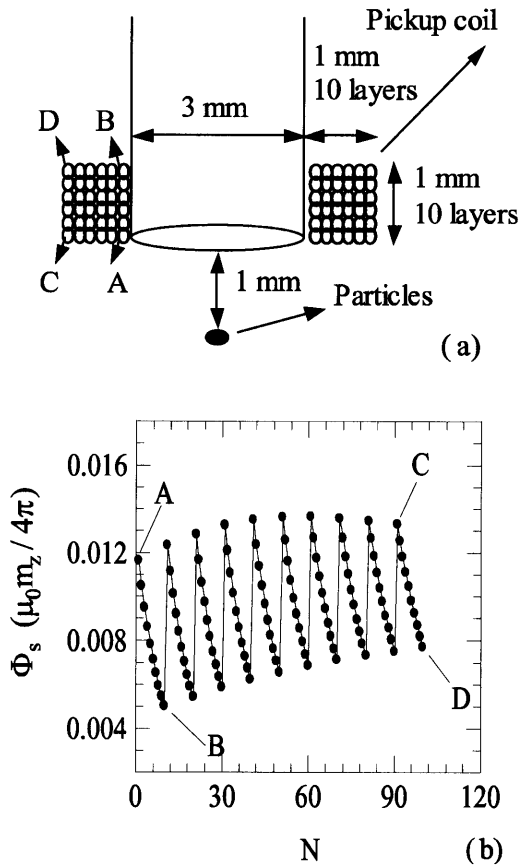 (a)
Pickup coil
1 mm
10 layers
3 mm
D
B
1 mm
10 layers
C
A
1 mm
Particles
(b)
Φs (μ0mz / 4π)
0.016
0.012
0.008
0.004
A
B
C
D
0
30
60
90
120
N